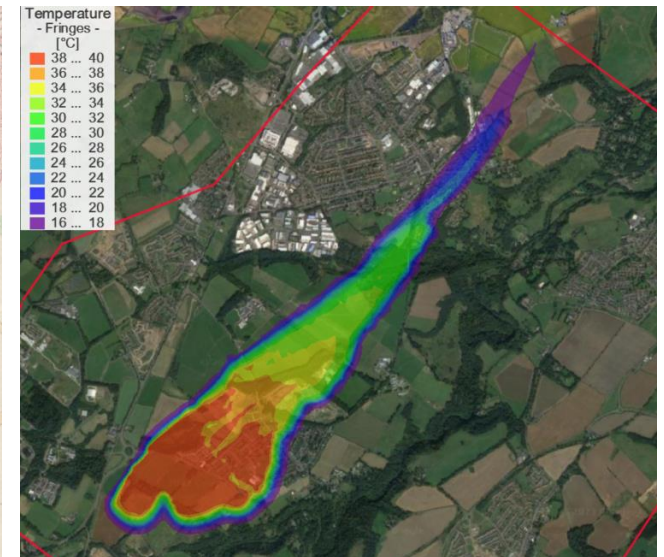 Temperature
- Fringes -
[°C]
38 ... 40
36 ... 38
34 ... 36
32 ... 34
30 ... 32
28 ... 30
26 ... 28
24 ... 26
22 ... 24
20 ... 22
18 ... 20
16 ... 18